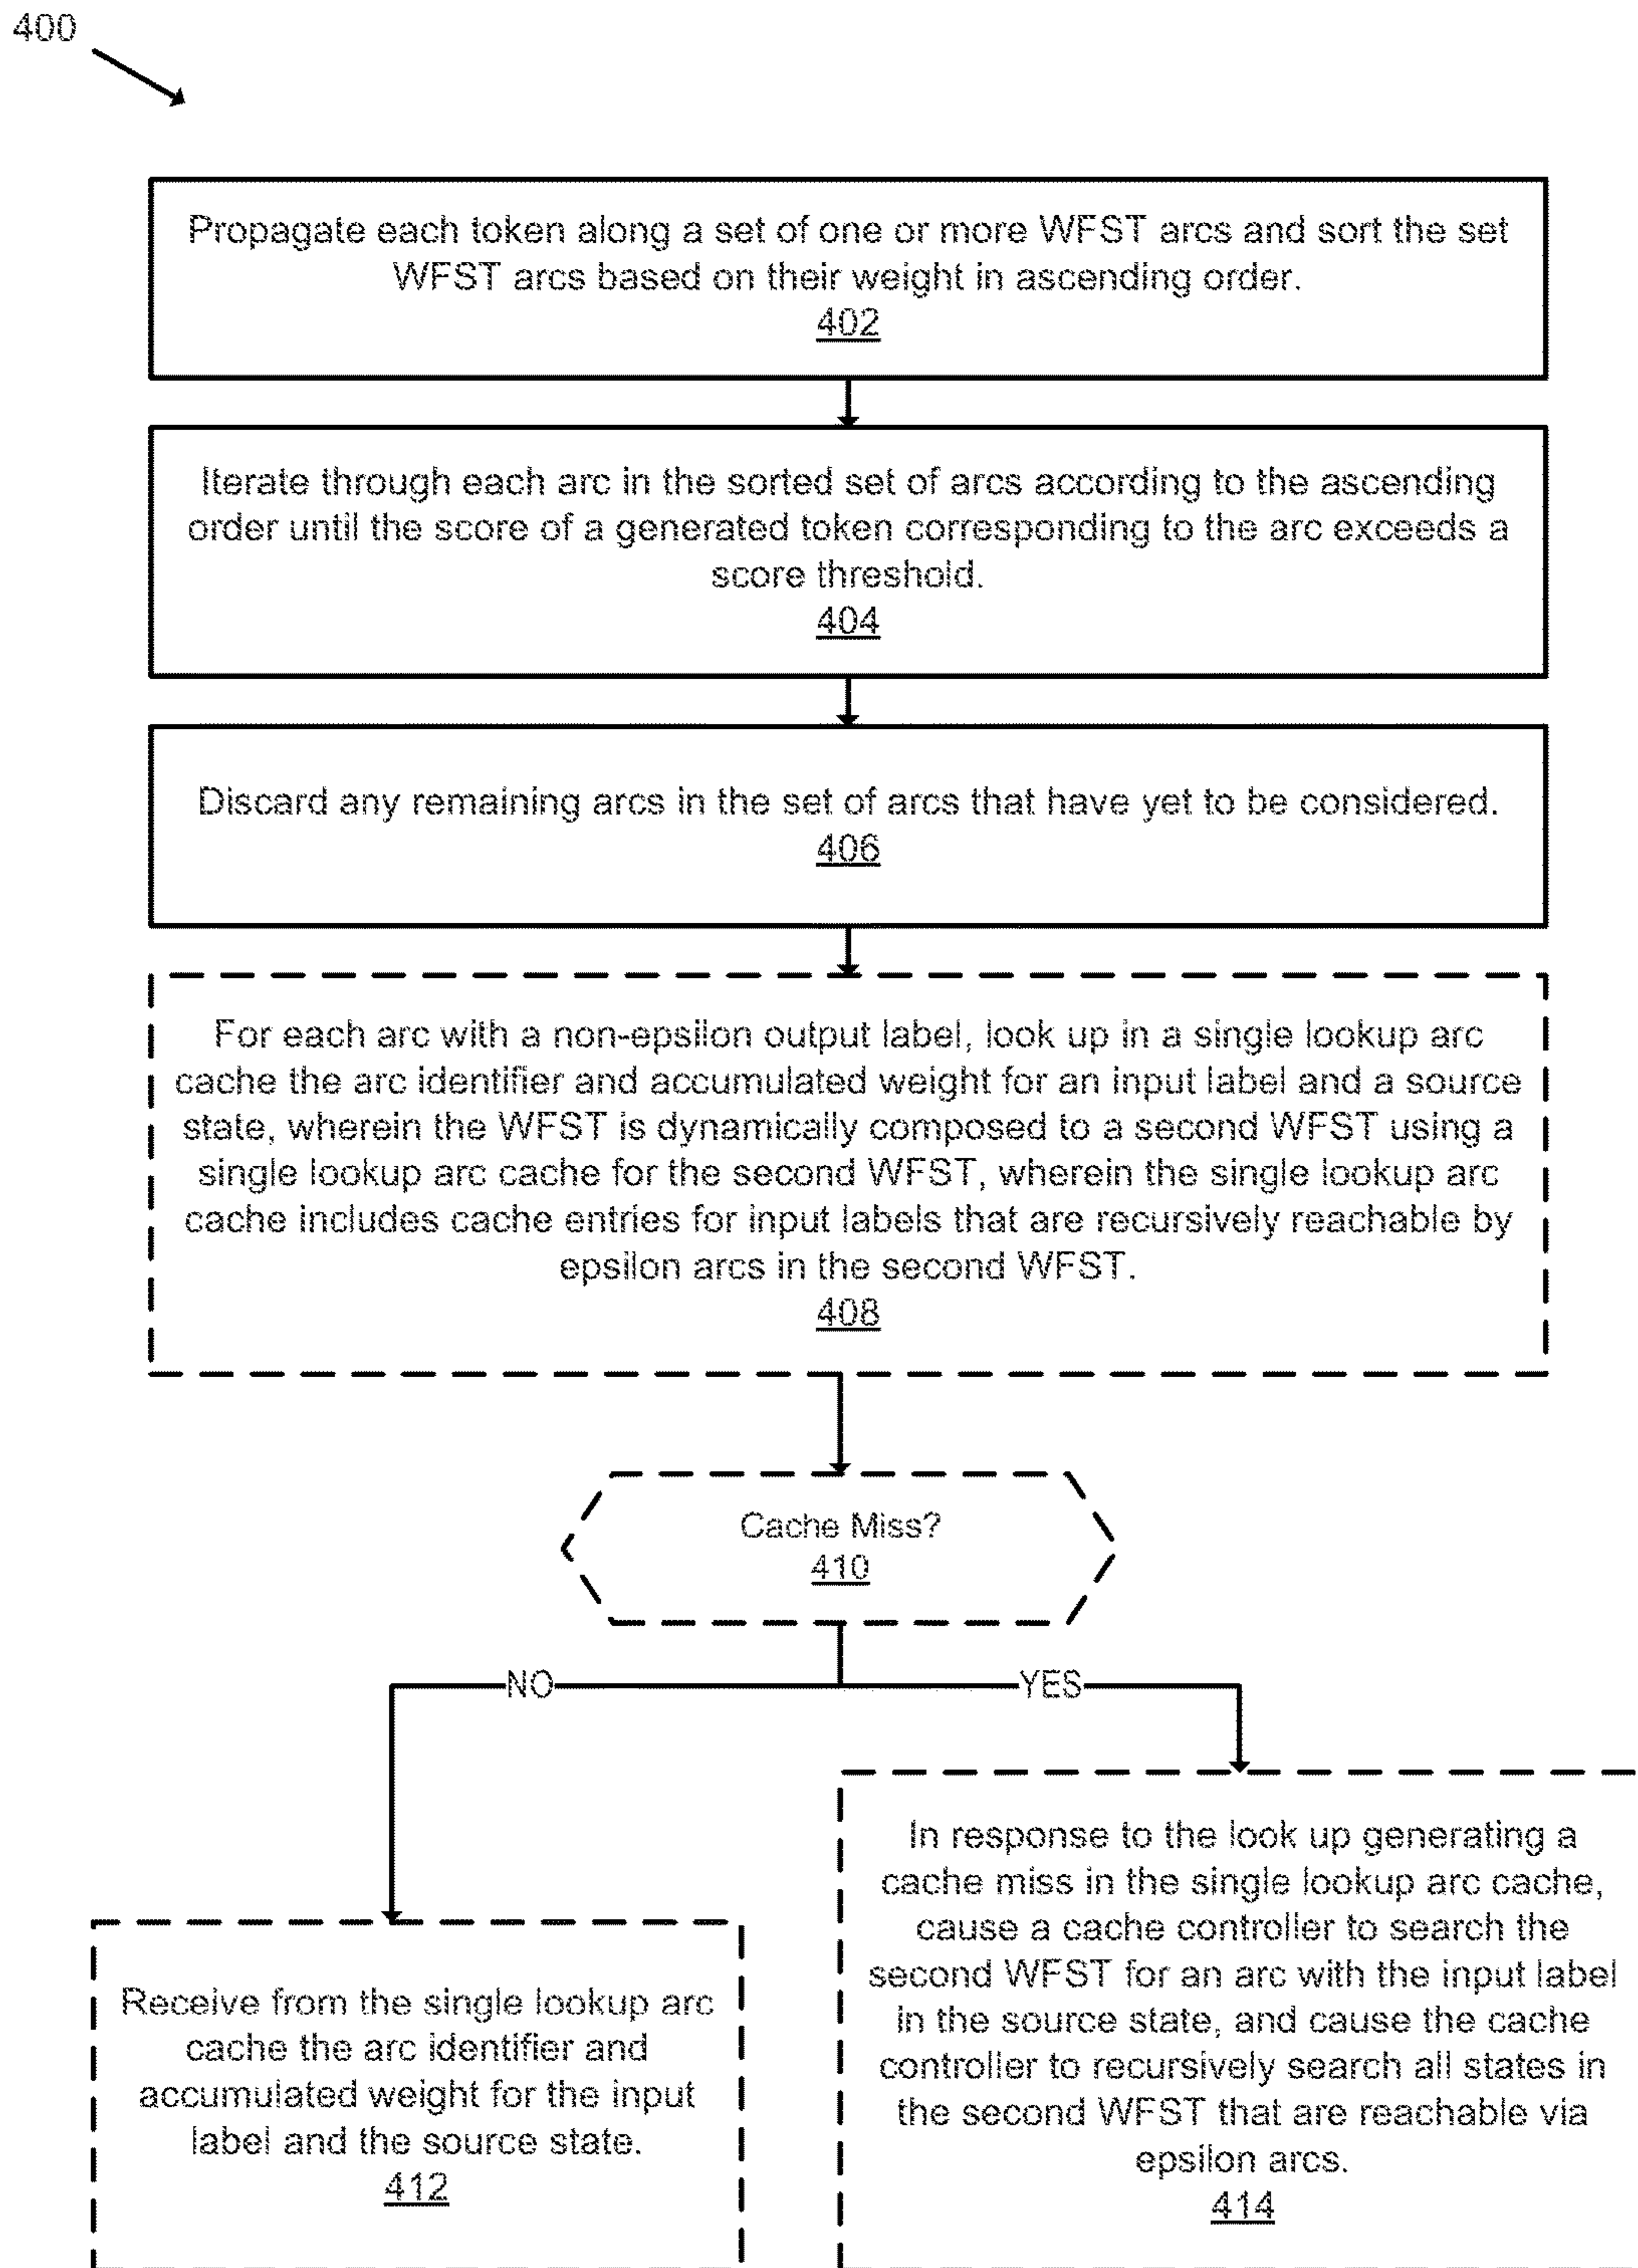 400
Propagate each token along a set of one or more WFST arcs and sort the set
WFST arcs based on their weight in ascending order.
402
Iterate through each arc in the sorted set of arcs according to the ascending
order until the score of a generated token corresponding to the arc exceeds a
score threshold.
404
Discard any remaining arcs in the set of arcs that have yet to be considered.
406
For each arc with a non-epsilon output label, look up in a single lookup arc
cache the arc identifier and accumulated weight for an input label and a source
state, wherein the WFST is dynamically composed to a second WFST using a
single lookup arc cache for the second WFST, wherein the single lookup arc
cache includes cache entries for input labels that are recursively reachable by
epsilon arcs in the second WFST.
408
Cache Miss?
410
NO
YES
Receive from the single lookup arc
cache the arc identifier and
accumulated weight for the input
label and the source state.
412
In response to the look up generating a
cache miss in the single lookup arc cache,
cause a cache controller to search the
second WFST for an arc with the input label
in the source state, and cause the cache
controller to recursively search all states in
the second WFST that are reachable via
epsilon arcs.
414